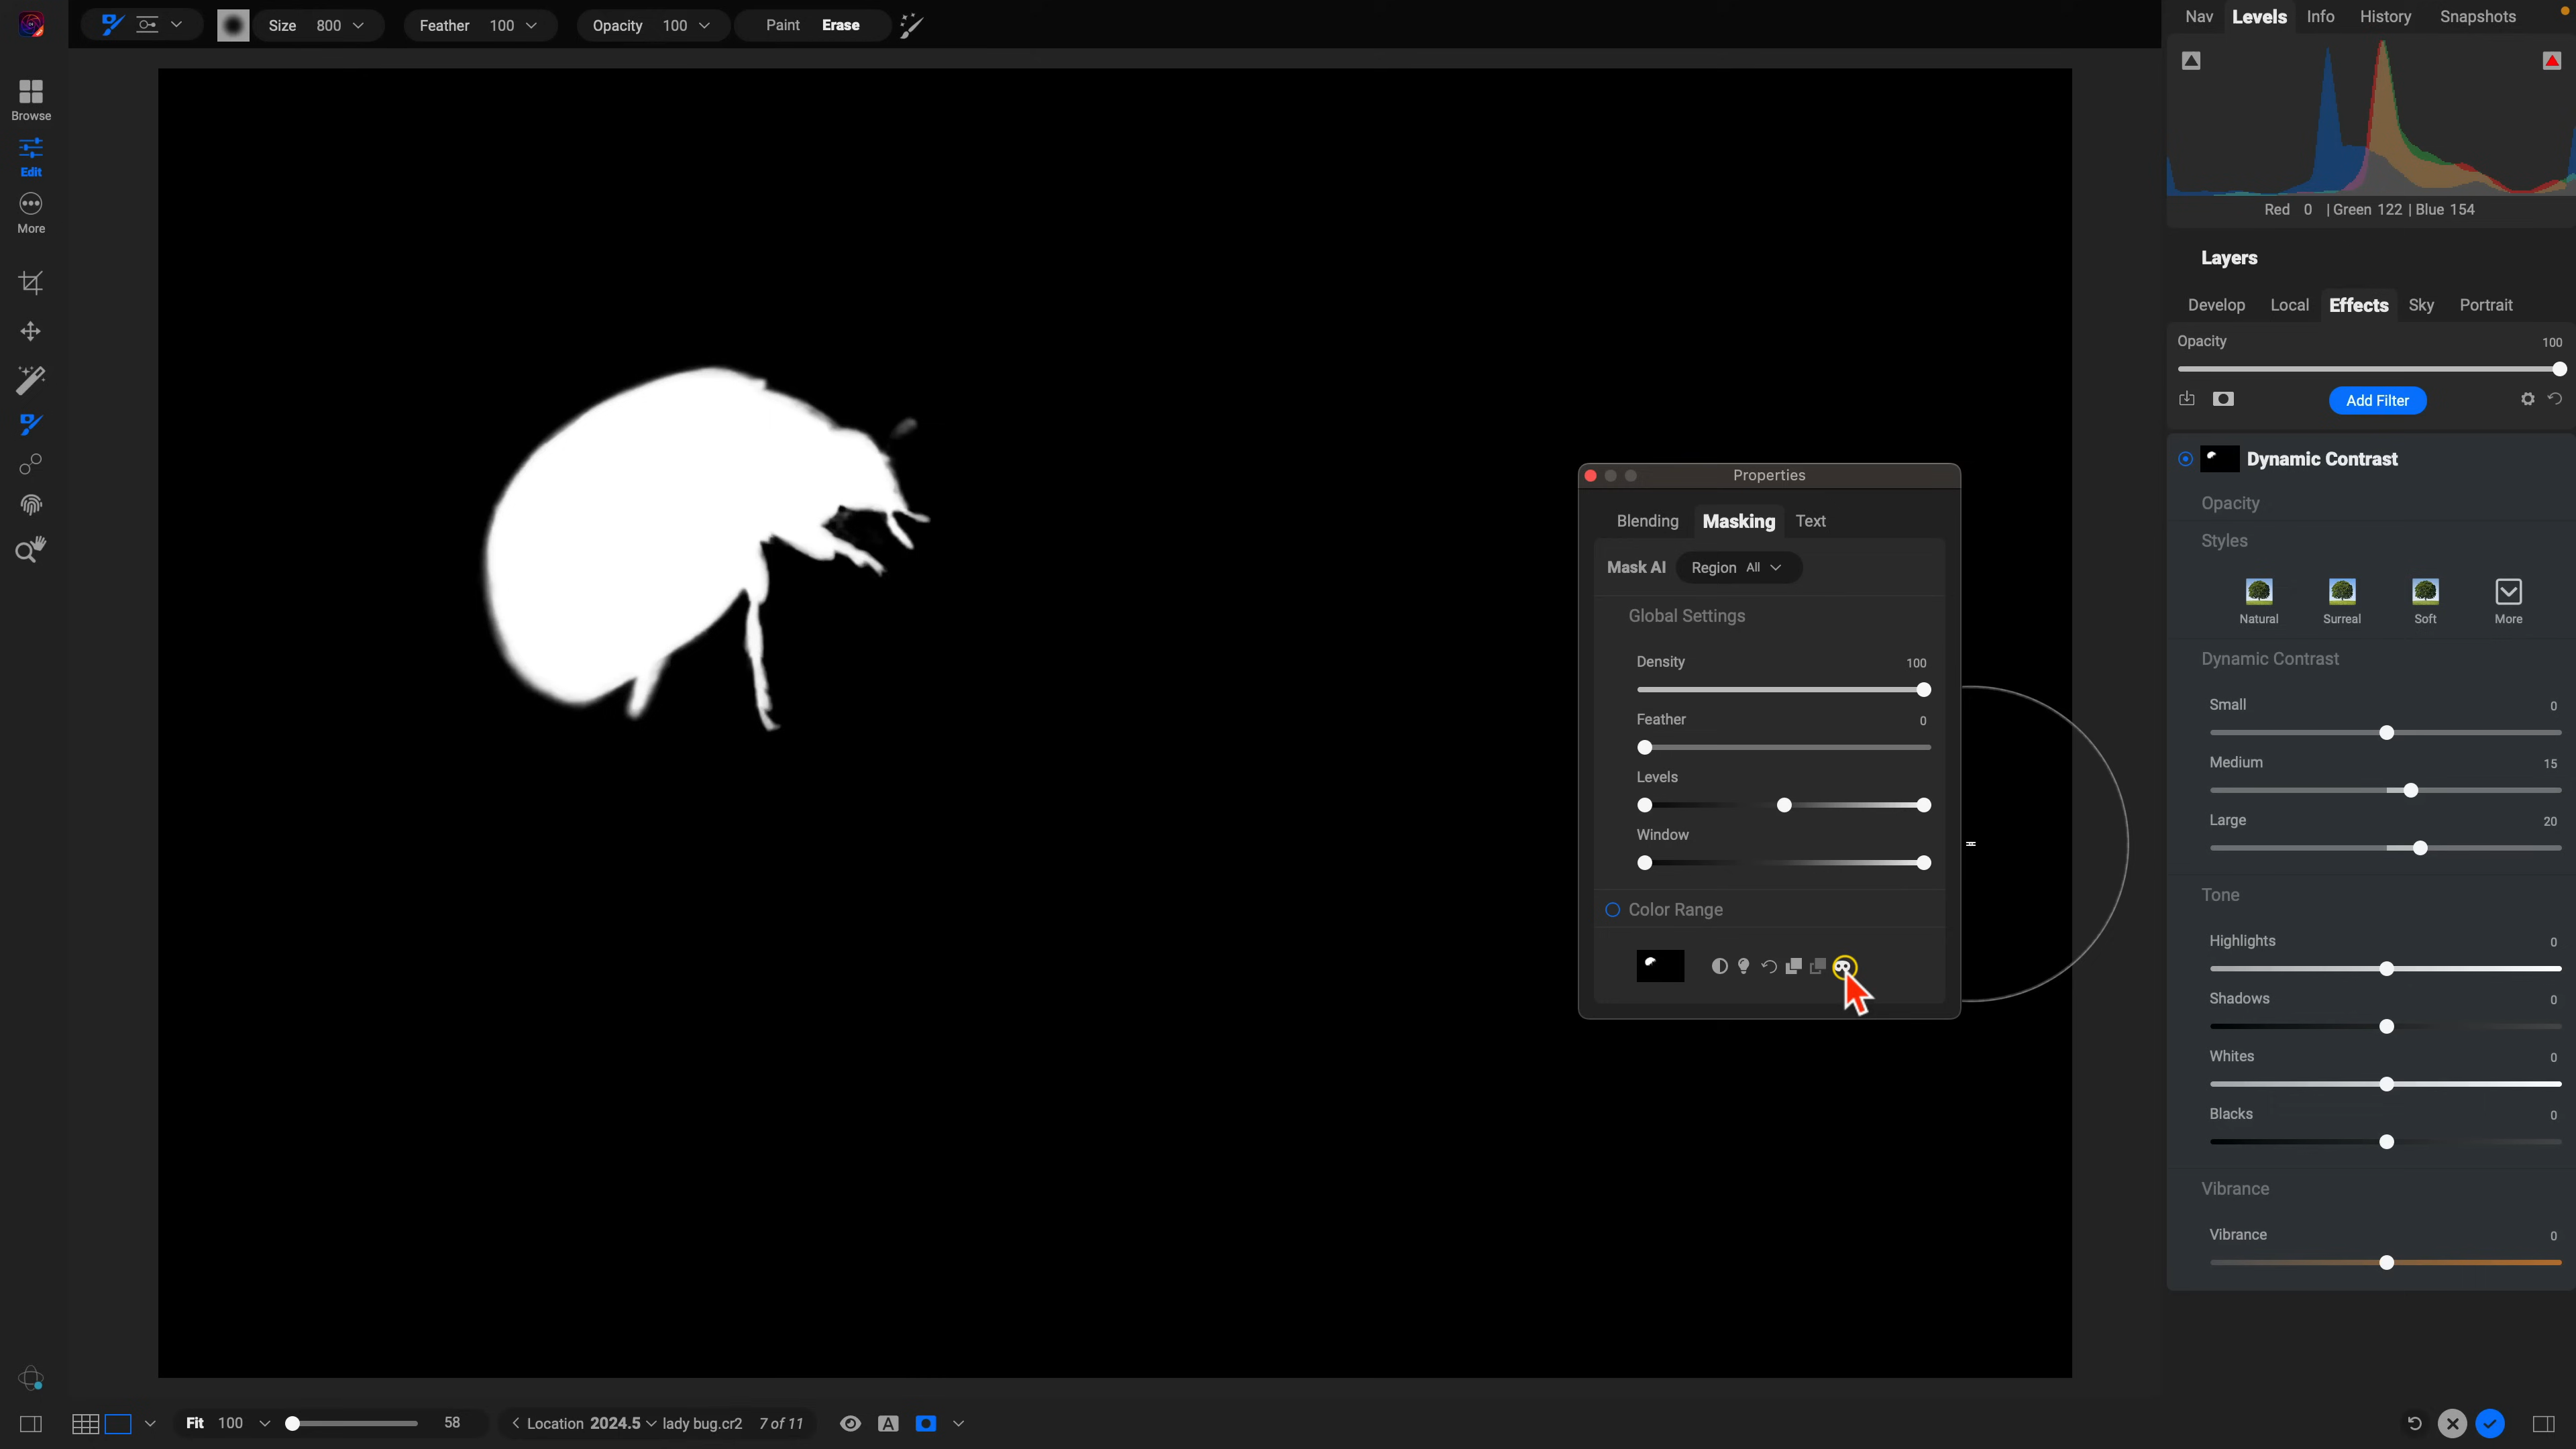 Size 800 Feather 100 Opacity 100 Paint Erase
Nav Levels Info History Snapshots
Browse
Edit
More
Red 0 | Green 122 | Blue 154
Layers
Develop Local Effects Sky Portrait
Opacity 100
Add Filter
Dynamic Contrast
Opacity
Styles
Natural Surreal Soft More
Dynamic Contrast
Small 0
Medium 15
Large 20
Tone
Highlights 0
Shadows 0
Whites 0
Blacks 0
Vibrance
Vibrance 0
Properties
Blending Masking Text
Mask AI Region All
Global Settings
Density 100
Feather 0
Levels
Window
Color Range
Fit 100 58 Location 2024.5 lady bug.cr2 7 of 11 A